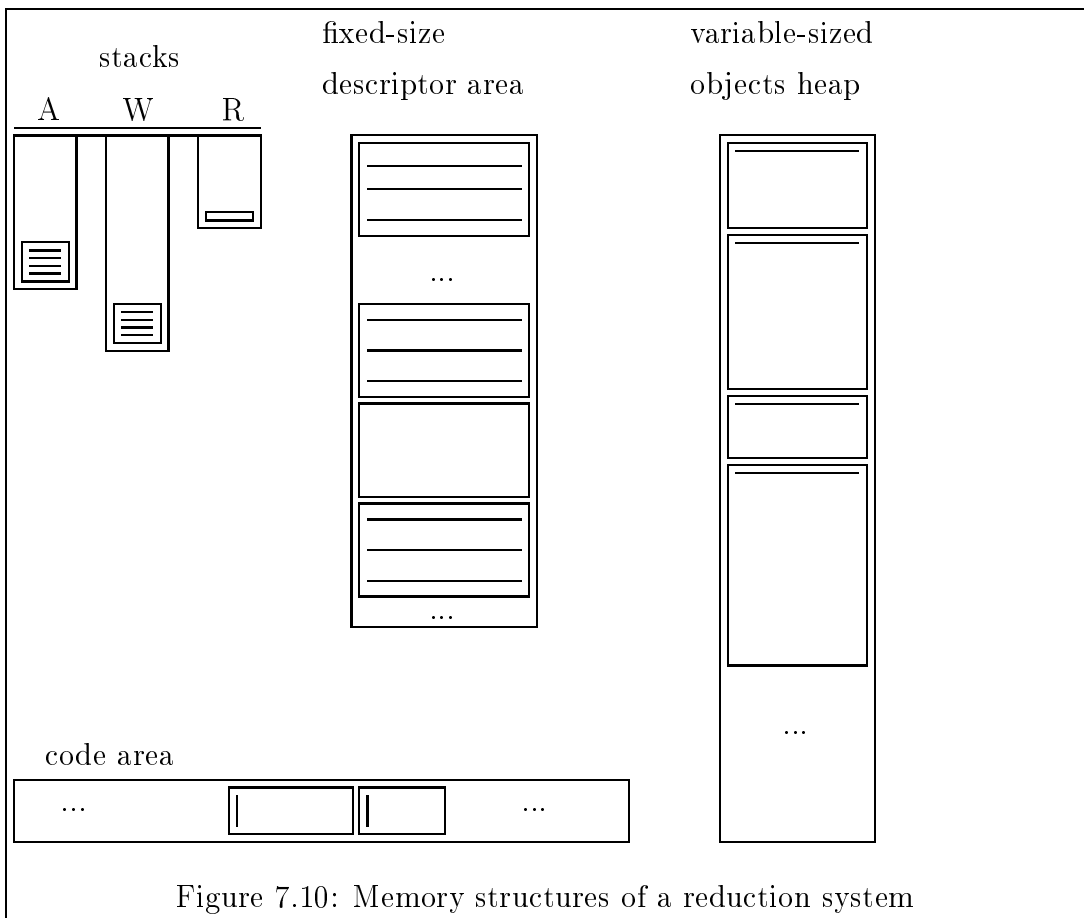 stacks
A W R
fixed-size
descriptor area
variable-sized
objects heap
...
...
...
code area
... ...
Figure 7.10: Memory structures of a reduction system